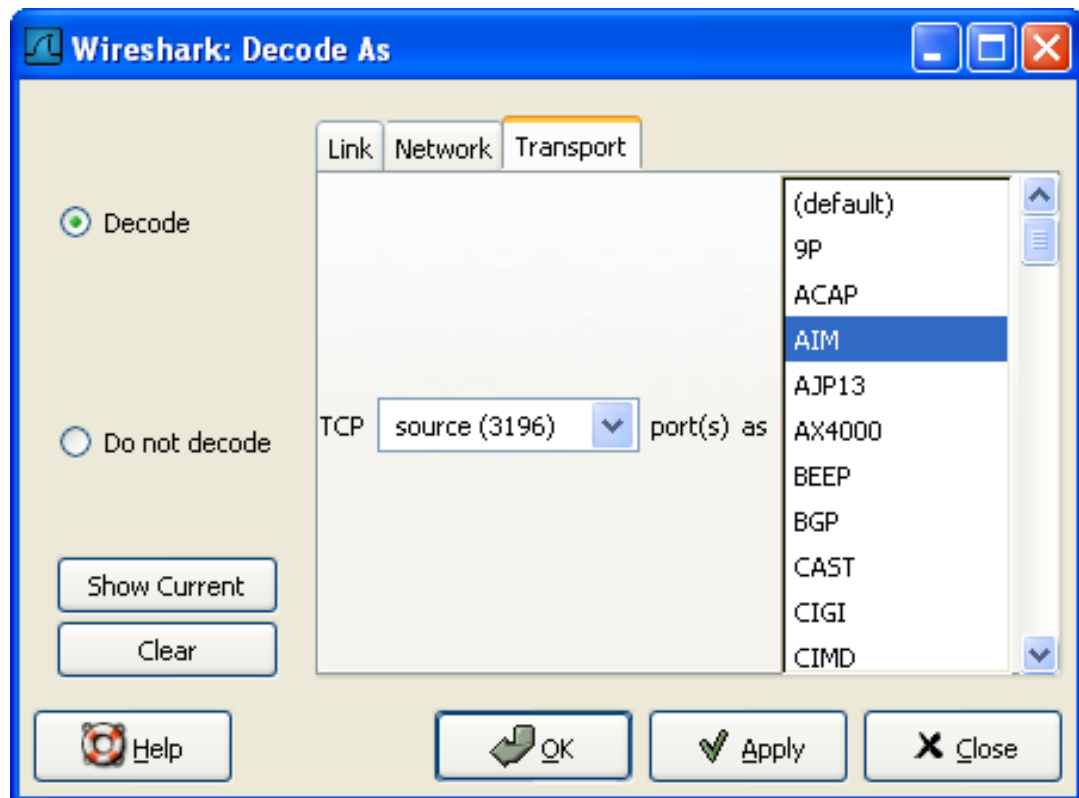 Wireshark: Decode As
Link Network Transport
Decode
Do not decode
TCP source (3196) port(s) as
(default)
9P
ACAP
AIM
AJP13
AX4000
BEEP
BGP
CAST
CIGI
CIMD
Show Current
Clear
Help OK Apply Close